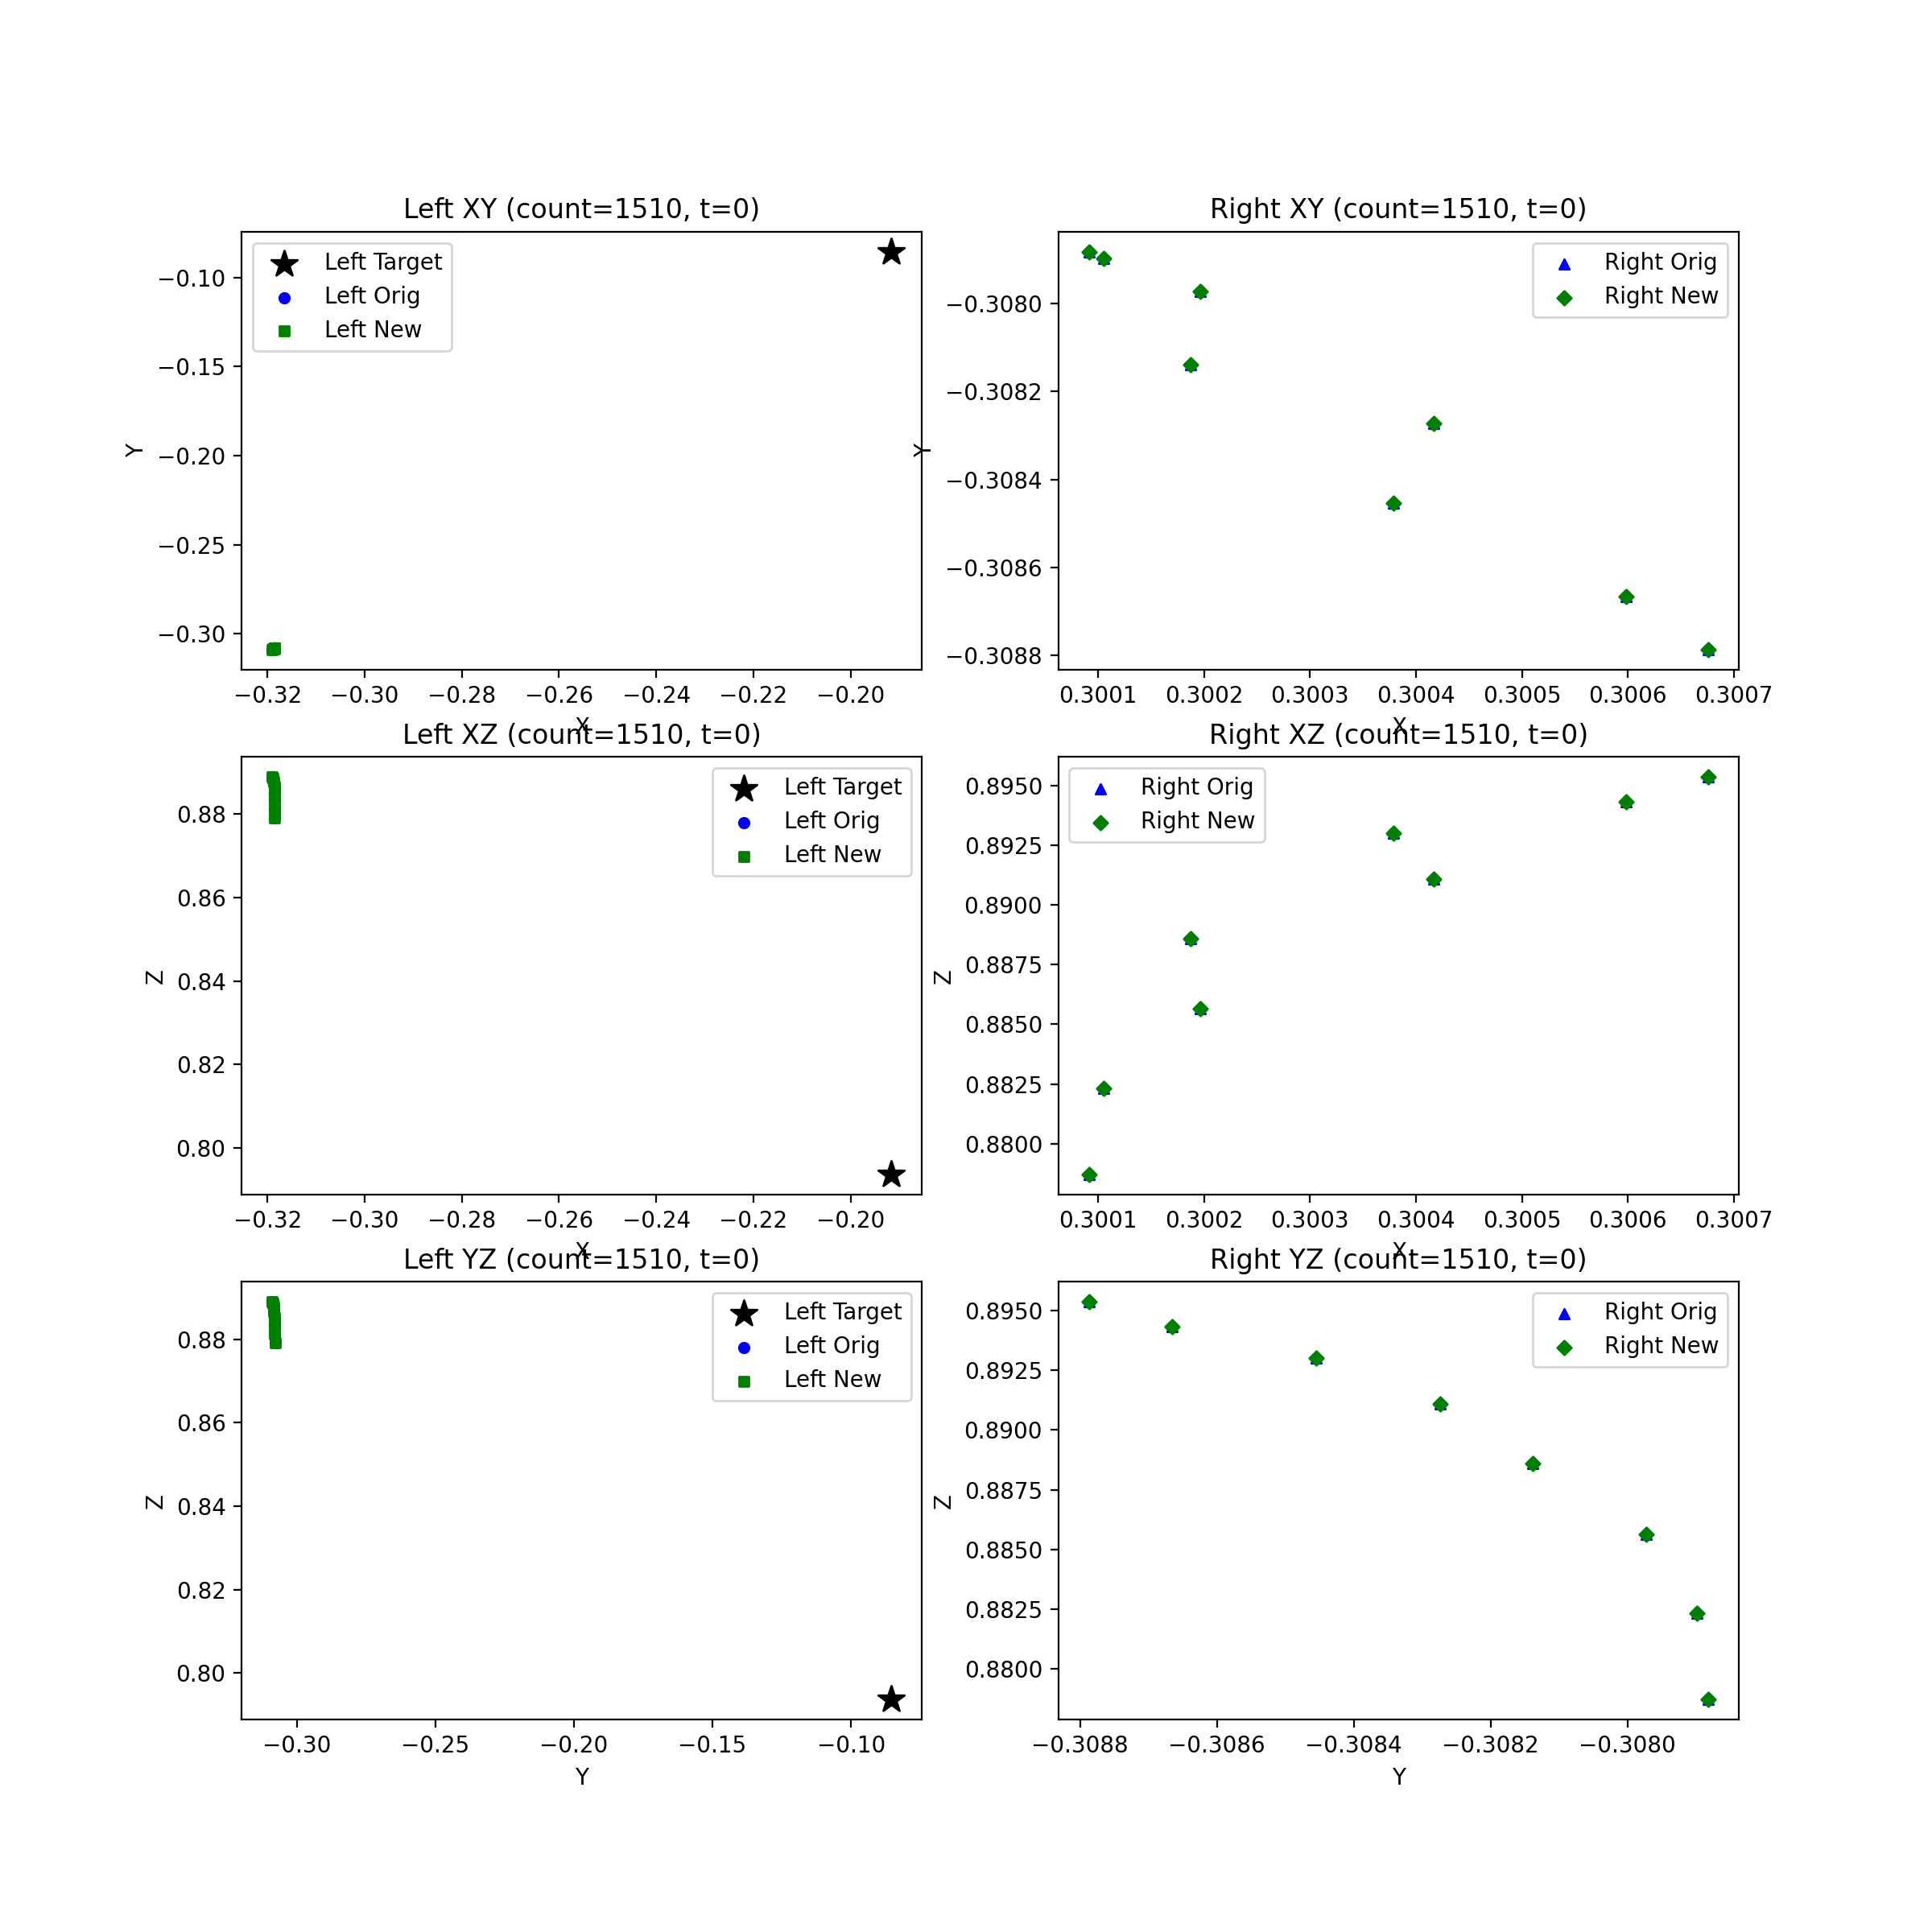 Left XY (count=1510, t=0)
Left Target
Left Orig
Left New
−0.10
−0.15
−0.20
−0.25
−0.30
Y
−0.32 −0.30 −0.28 −0.26 −0.24 −0.22 −0.20
X
Right XY (count=1510, t=0)
Right Orig
Right New
−0.3080
−0.3082
−0.3084
−0.3086
−0.3088
Y
0.3001 0.3002 0.3003 0.3004 0.3005 0.3006 0.3007
X
Left XZ (count=1510, t=0)
Left Target
Left Orig
Left New
0.88
0.86
0.84
0.82
0.80
Z
−0.32 −0.30 −0.28 −0.26 −0.24 −0.22 −0.20
X
Right XZ (count=1510, t=0)
Right Orig
Right New
0.8950
0.8925
0.8900
0.8875
0.8850
0.8825
0.8800
Z
0.3001 0.3002 0.3003 0.3004 0.3005 0.3006 0.3007
X
Left YZ (count=1510, t=0)
Left Target
Left Orig
Left New
0.88
0.86
0.84
0.82
0.80
Z
−0.30 −0.25 −0.20 −0.15 −0.10
Y
Right YZ (count=1510, t=0)
Right Orig
Right New
0.8950
0.8925
0.8900
0.8875
0.8850
0.8825
0.8800
Z
−0.3088 −0.3086 −0.3084 −0.3082 −0.3080
Y